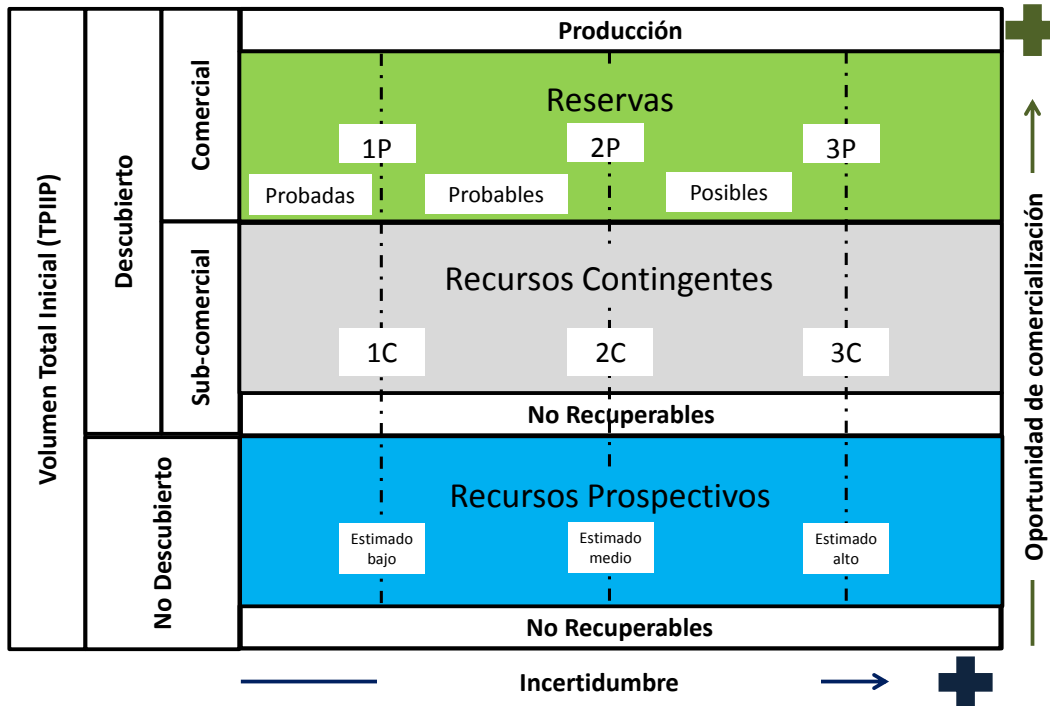 Volumen Total Inicial (TPIIP)
Descubierto
Comercial
Producción
Reservas
1P
2P
3P
Probadas
Probables
Posibles
Sub-comercial
Recursos Contingentes
1C
2C
3C
No Recuperables
No Descubierto
Recursos Prospectivos
Estimado
bajo
Estimado
medio
Estimado
alto
No Recuperables
Oportunidad de comercialización
Incertidumbre